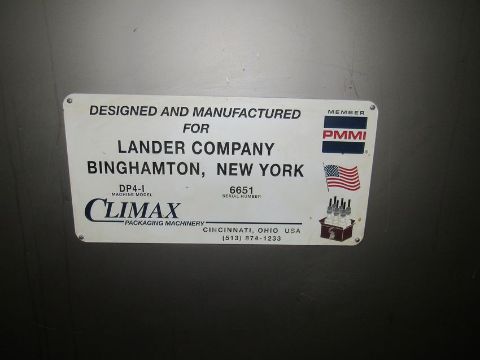 DESIGNED AND MANUFACTURED
FOR
LANDER COMPANY
BINGHAMTON, NEW YORK
DP4-I
MACHINE MODEL
6651
SERIAL NUMBER
CLIMAX
PACKAGING MACHINERY
CINCINNATI, OHIO USA
(513) 874-1233
MEMBER
PMMI